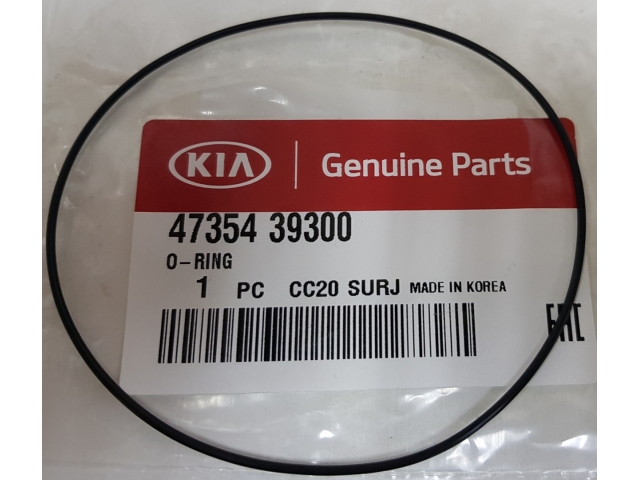 KIA Genuine Parts
47354 39300
O-RING
1 PC CC20 SURJ MADE IN KOREA
EAC